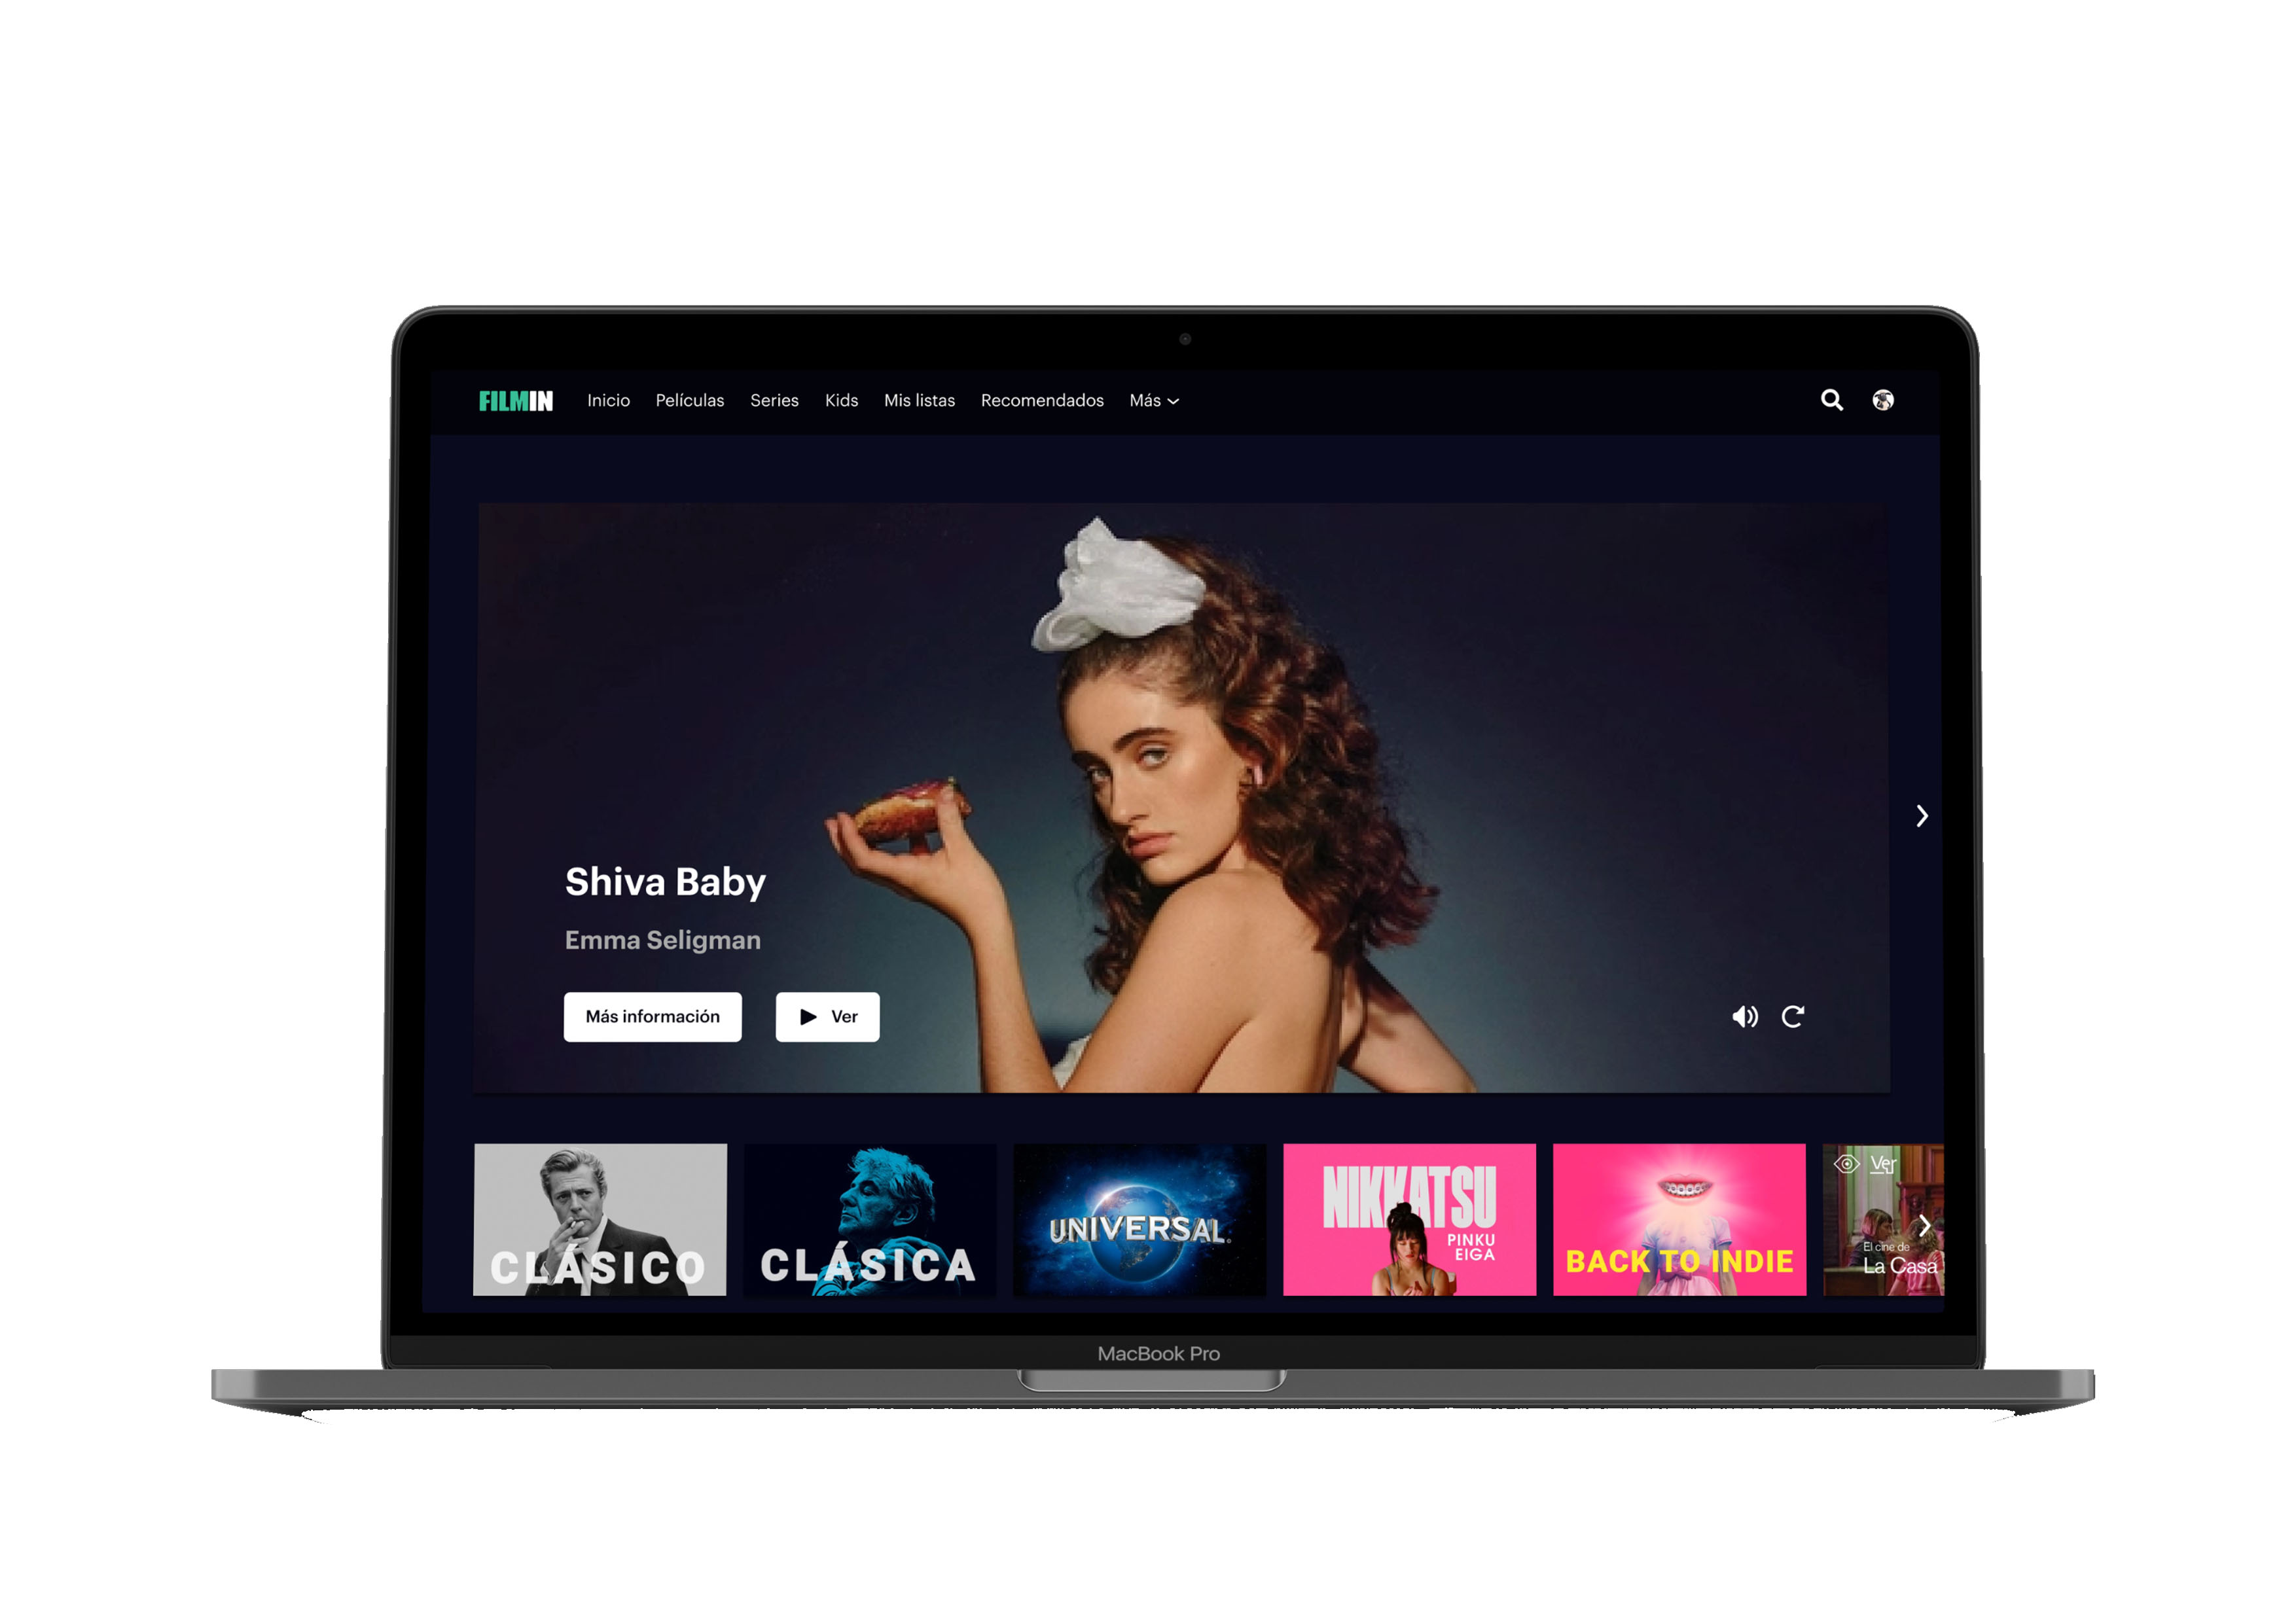 FILMIN Inicio Películas Series Kids Mis listas Recomendados Más
Shiva Baby
Emma Seligman
Más información Ver
CLÁSICO
CLÁSICA
UNIVERSAL
NIKKATSU
PINKU
EIGA
BACK TO INDIE
Ver
El cine de
La Casa
MacBook Pro